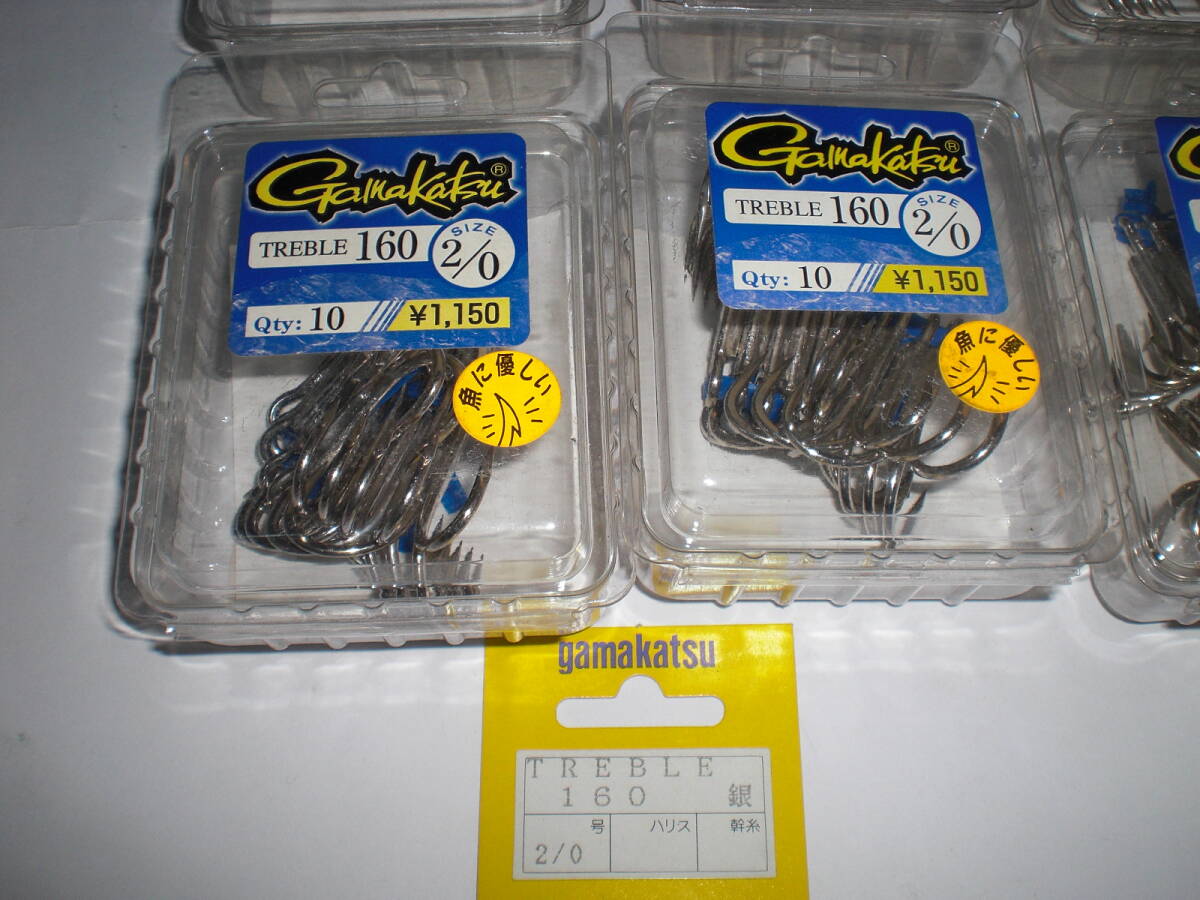 Gamakatsu®
TREBLE 160
SIZE
2/0
Qty: 10
¥1,150
魚に優しい
Gamakatsu®
TREBLE 160
SIZE
2/0
Qty: 10
¥1,150
魚に優しい
gamakatsu
TREBLE
160 銀
号 ハリス 幹糸
2/0